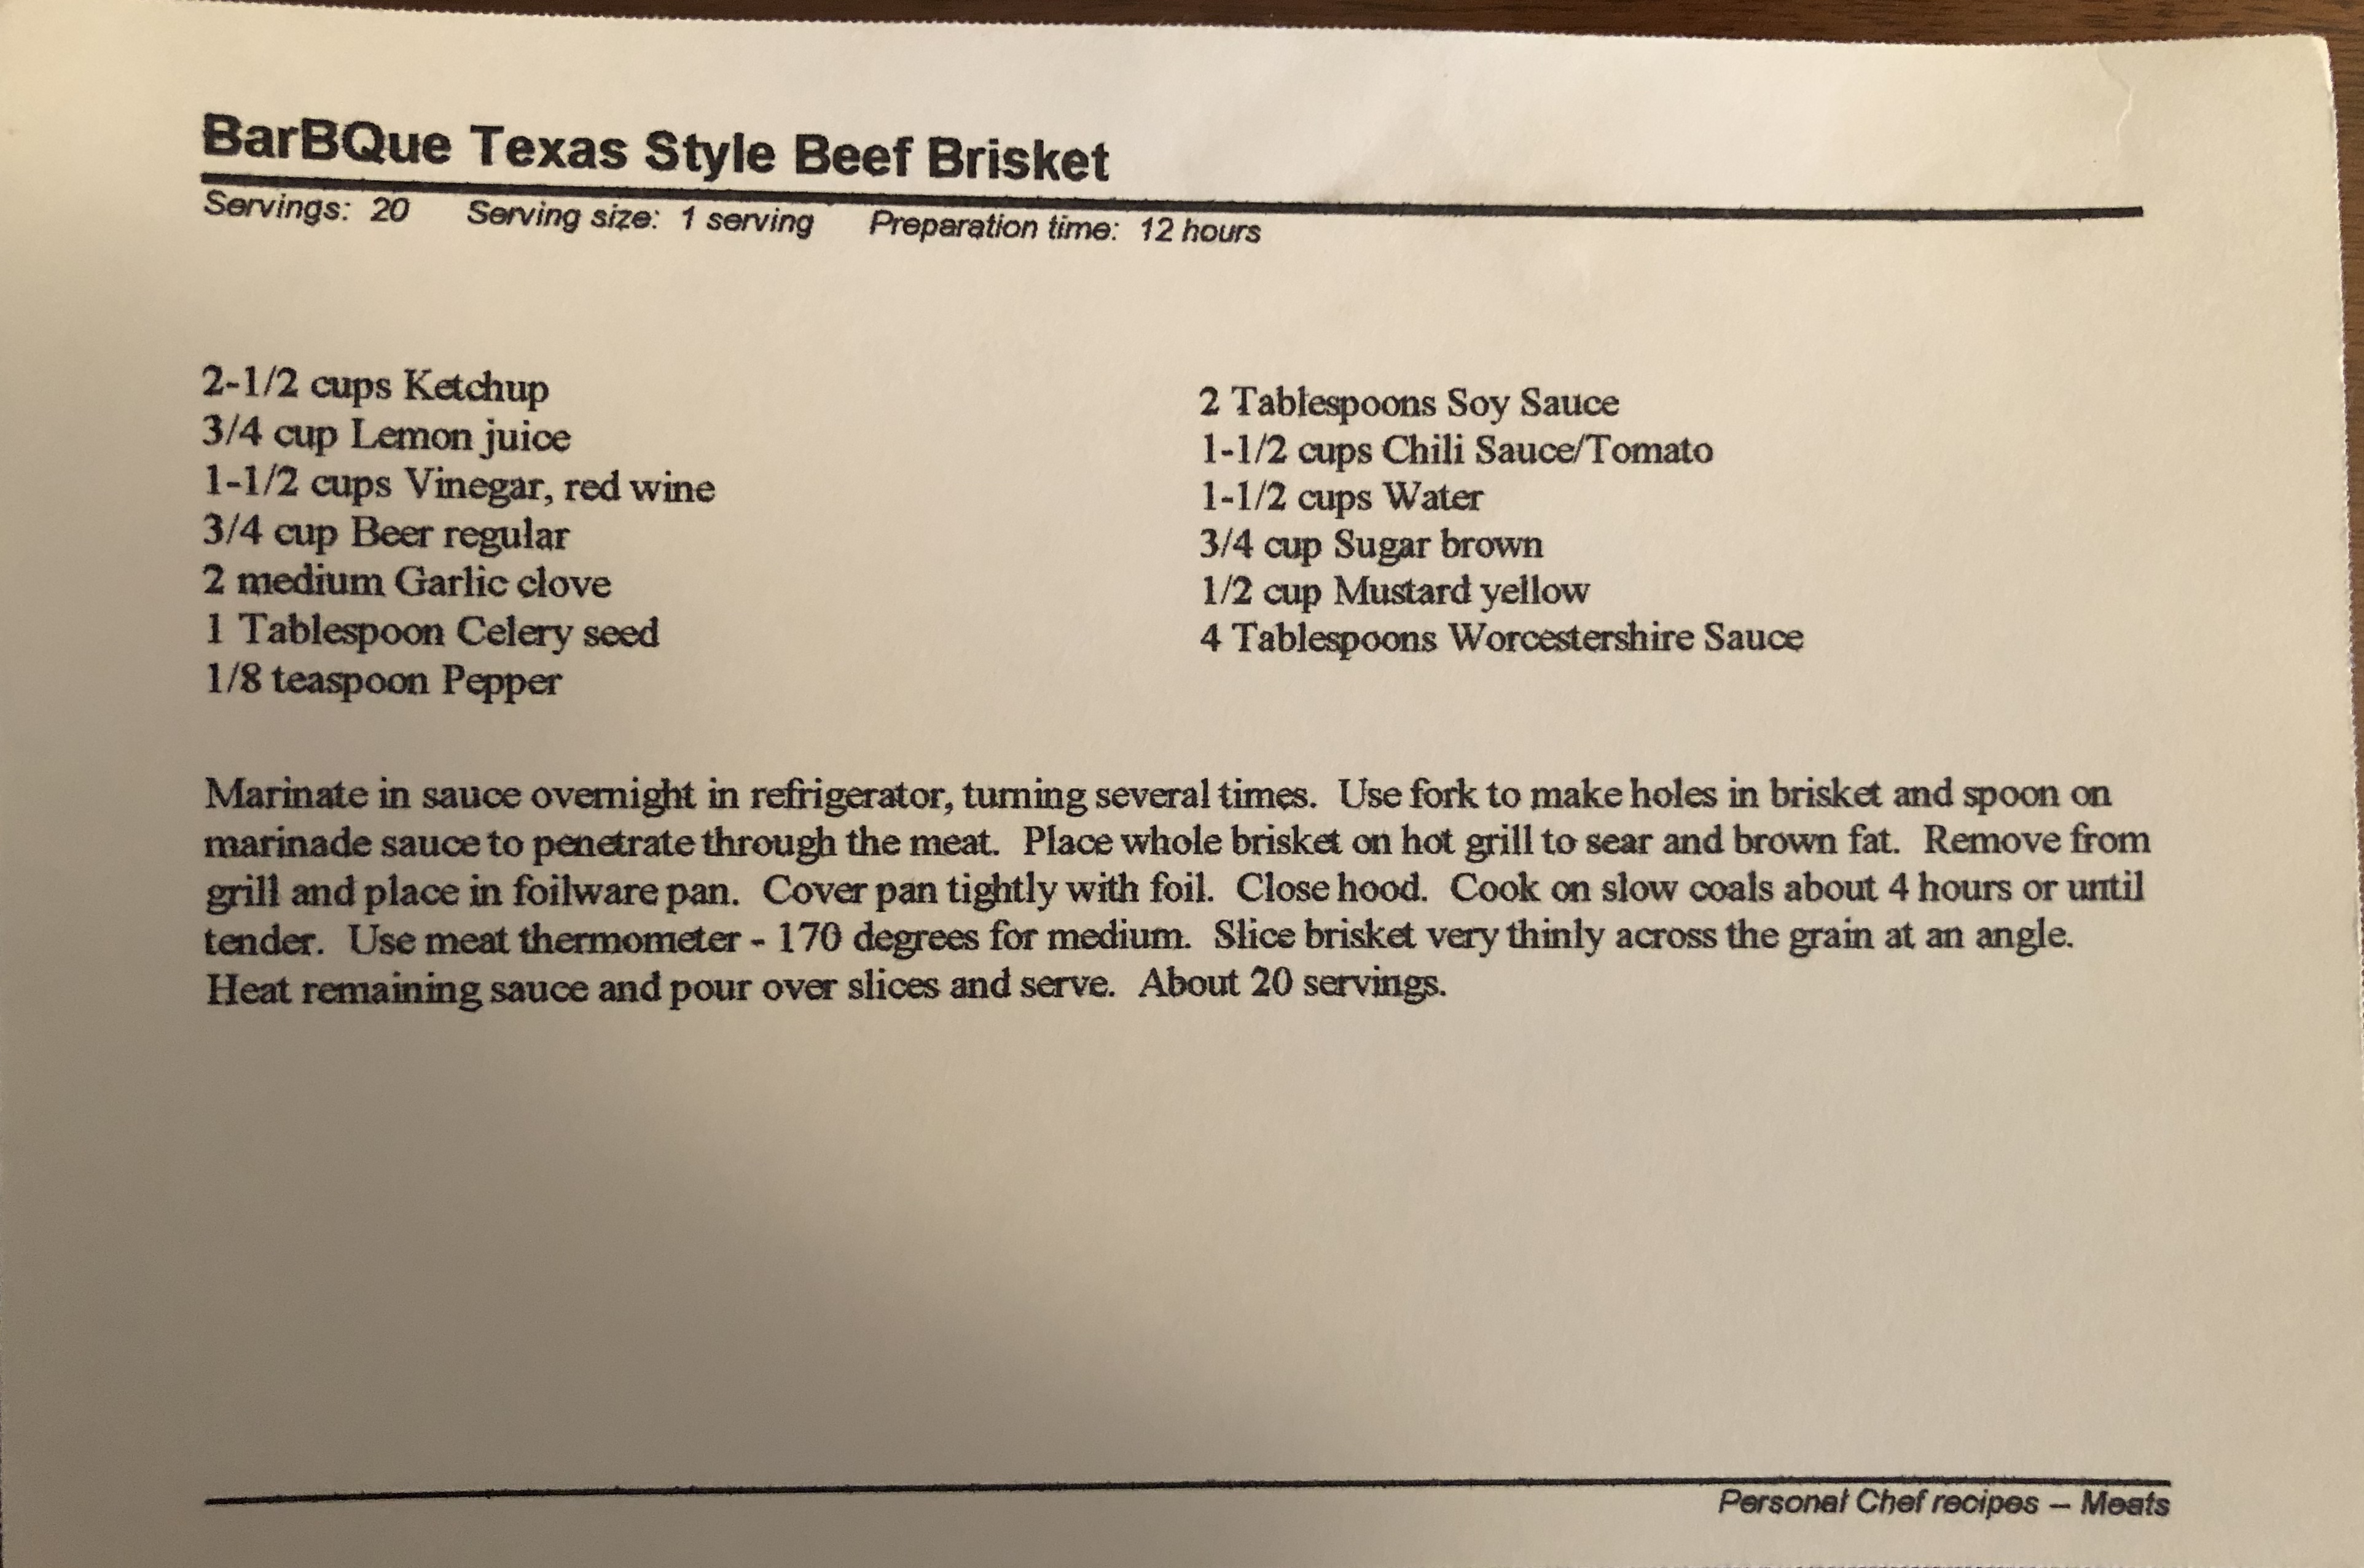 BarBQue Texas Style Beef Brisket
Servings: 20 Serving size: 1 serving Preparation time: 12 hours
2-1/2 cups Ketchup
3/4 cup Lemon juice
1-1/2 cups Vinegar, red wine
3/4 cup Beer regular
2 medium Garlic clove
1 Tablespoon Celery seed
1/8 teaspoon Pepper
2 Tablespoons Soy Sauce
1-1/2 cups Chili Sauce/Tomato
1-1/2 cups Water
3/4 cup Sugar brown
1/2 cup Mustard yellow
4 Tablespoons Worcestershire Sauce
Marinate in sauce overnight in refrigerator, turning several times. Use fork to make holes in brisket and spoon on
marinade sauce to penetrate through the meat. Place whole brisket on hot grill to sear and brown fat. Remove from
grill and place in foilware pan. Cover pan tightly with foil. Close hood. Cook on slow coals about 4 hours or until
tender. Use meat thermometer - 170 degrees for medium. Slice brisket very thinly across the grain at an angle.
Heat remaining sauce and pour over slices and serve. About 20 servings.
Personal Chef recipes – Meats